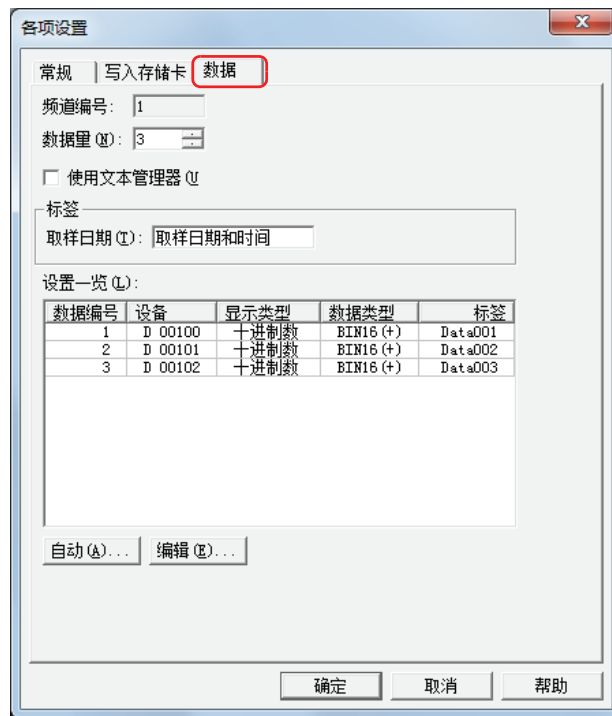 各项设置
常规 写入存储卡 数据
频道编号: 1
数据量(N): 3
使用文本管理器(U
标签
取样日期(T): 取样日期和时间
设置一览(L):
数据编号 设备 显示类型 数据类型 标签
1 D 00100 十进制数 BIN16(+) Data001
2 D 00101 十进制数 BIN16(+) Data002
3 D 00102 十进制数 BIN16(+) Data003
自动(A)... 编辑(E)...
确定 取消 帮助